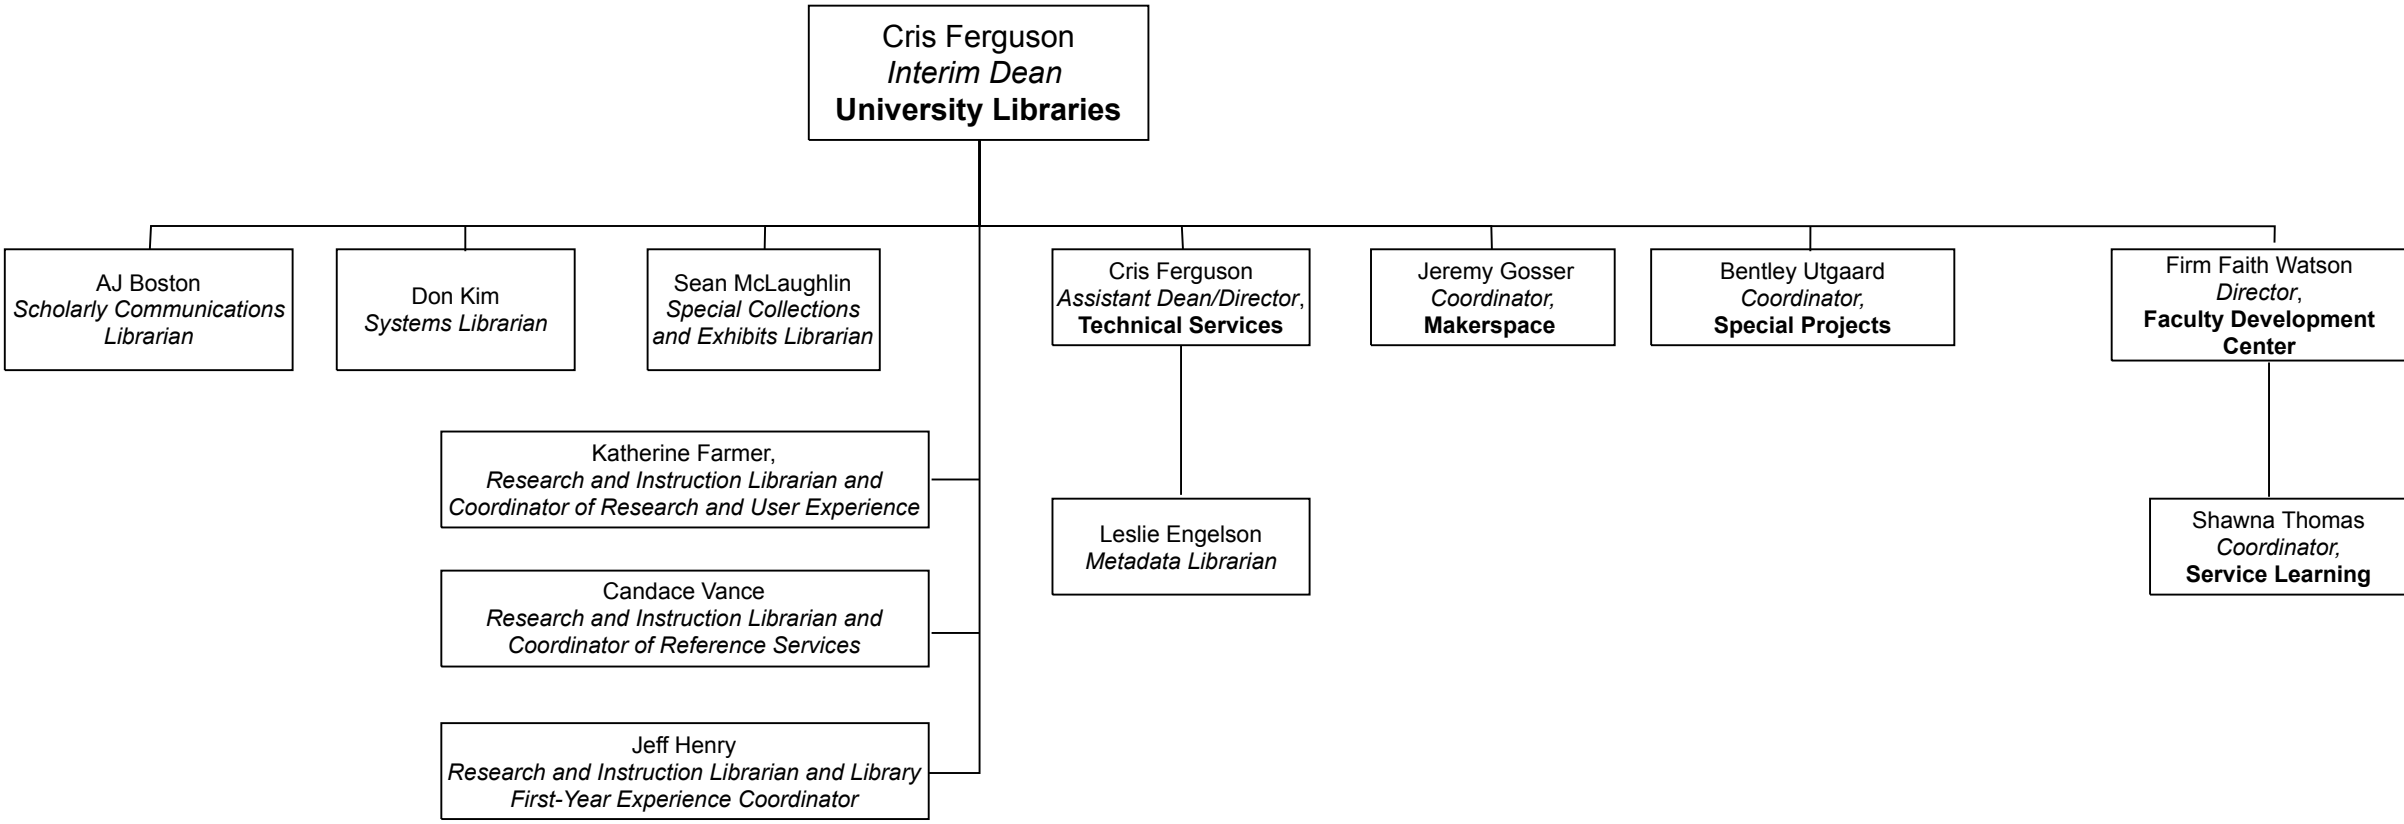 Cris Ferguson
Interim Dean
University Libraries
AJ Boston
Scholarly Communications
Librarian
Don Kim
Systems Librarian
Sean McLaughlin
Special Collections
and Exhibits Librarian
Cris Ferguson
Assistant Dean/Director,
Technical Services
Jeremy Gosser
Coordinator,
Makerspace
Bentley Utgaard
Coordinator,
Special Projects
Firm Faith Watson
Director,
Faculty Development
Center
Katherine Farmer,
Research and Instruction Librarian and
Coordinator of Research and User Experience
Candace Vance
Research and Instruction Librarian and
Coordinator of Reference Services
Jeff Henry
Research and Instruction Librarian and Library
First-Year Experience Coordinator
Leslie Engelson
Metadata Librarian
Shawna Thomas
Coordinator,
Service Learning